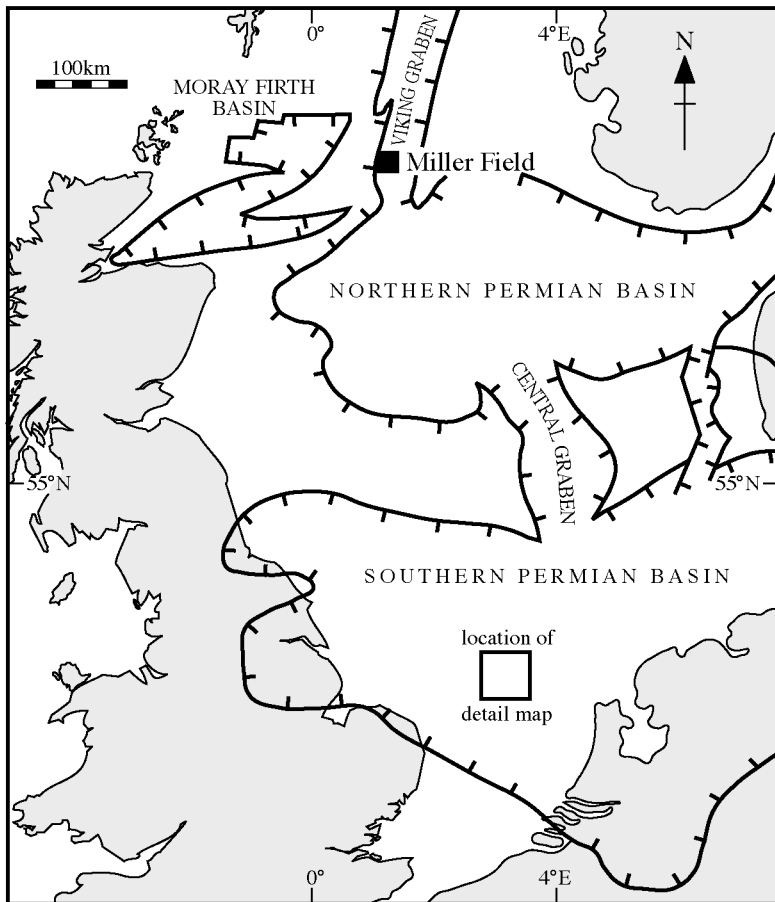 0°
4°E
N
100km
MORAY FIRTH
BASIN
VIKING GRABEN
Miller Field
NORTHERN PERMIAN BASIN
CENTRAL GRABEN
55°N
55°N
SOUTHERN PERMIAN BASIN
location of
detail map
0°
4°E